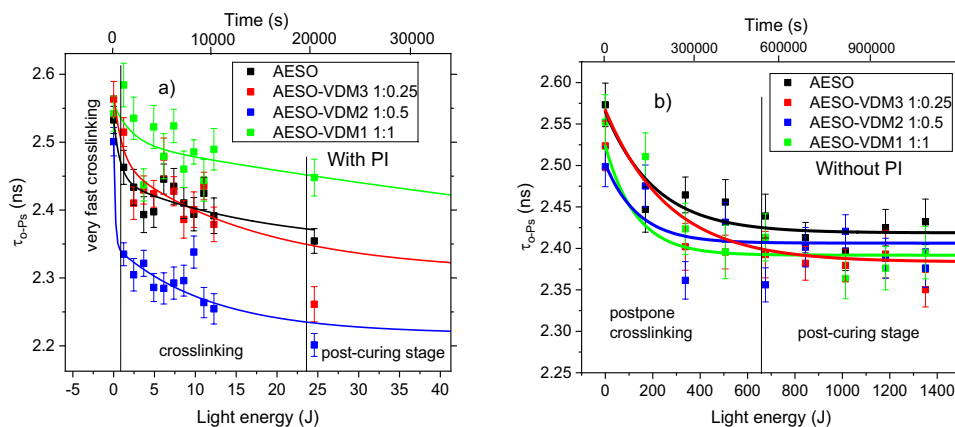 Time (s)
0 10000 20000 30000
2.6
2.5
2.4
2.3
2.2
τo-Ps (ns)
a)
AESO
AESO-VDM3 1:0.25
AESO-VDM2 1:0.5
AESO-VDM1 1:1
With PI
very fast crosslinking
crosslinking
post-curing stage
-5 0 5 10 15 20 25 30 35 40
Light energy (J)
Time (s)
0 300000 600000 900000
2.60
2.55
2.50
2.45
2.40
2.35
2.30
2.25
τo-Ps (ns)
b)
AESO
AESO-VDM3 1:0.25
AESO-VDM2 1:0.5
AESO-VDM1 1:1
Without PI
postpone
crosslinking
post-curing stage
0 200 400 600 800 1000 1200 1400
Light energy (J)